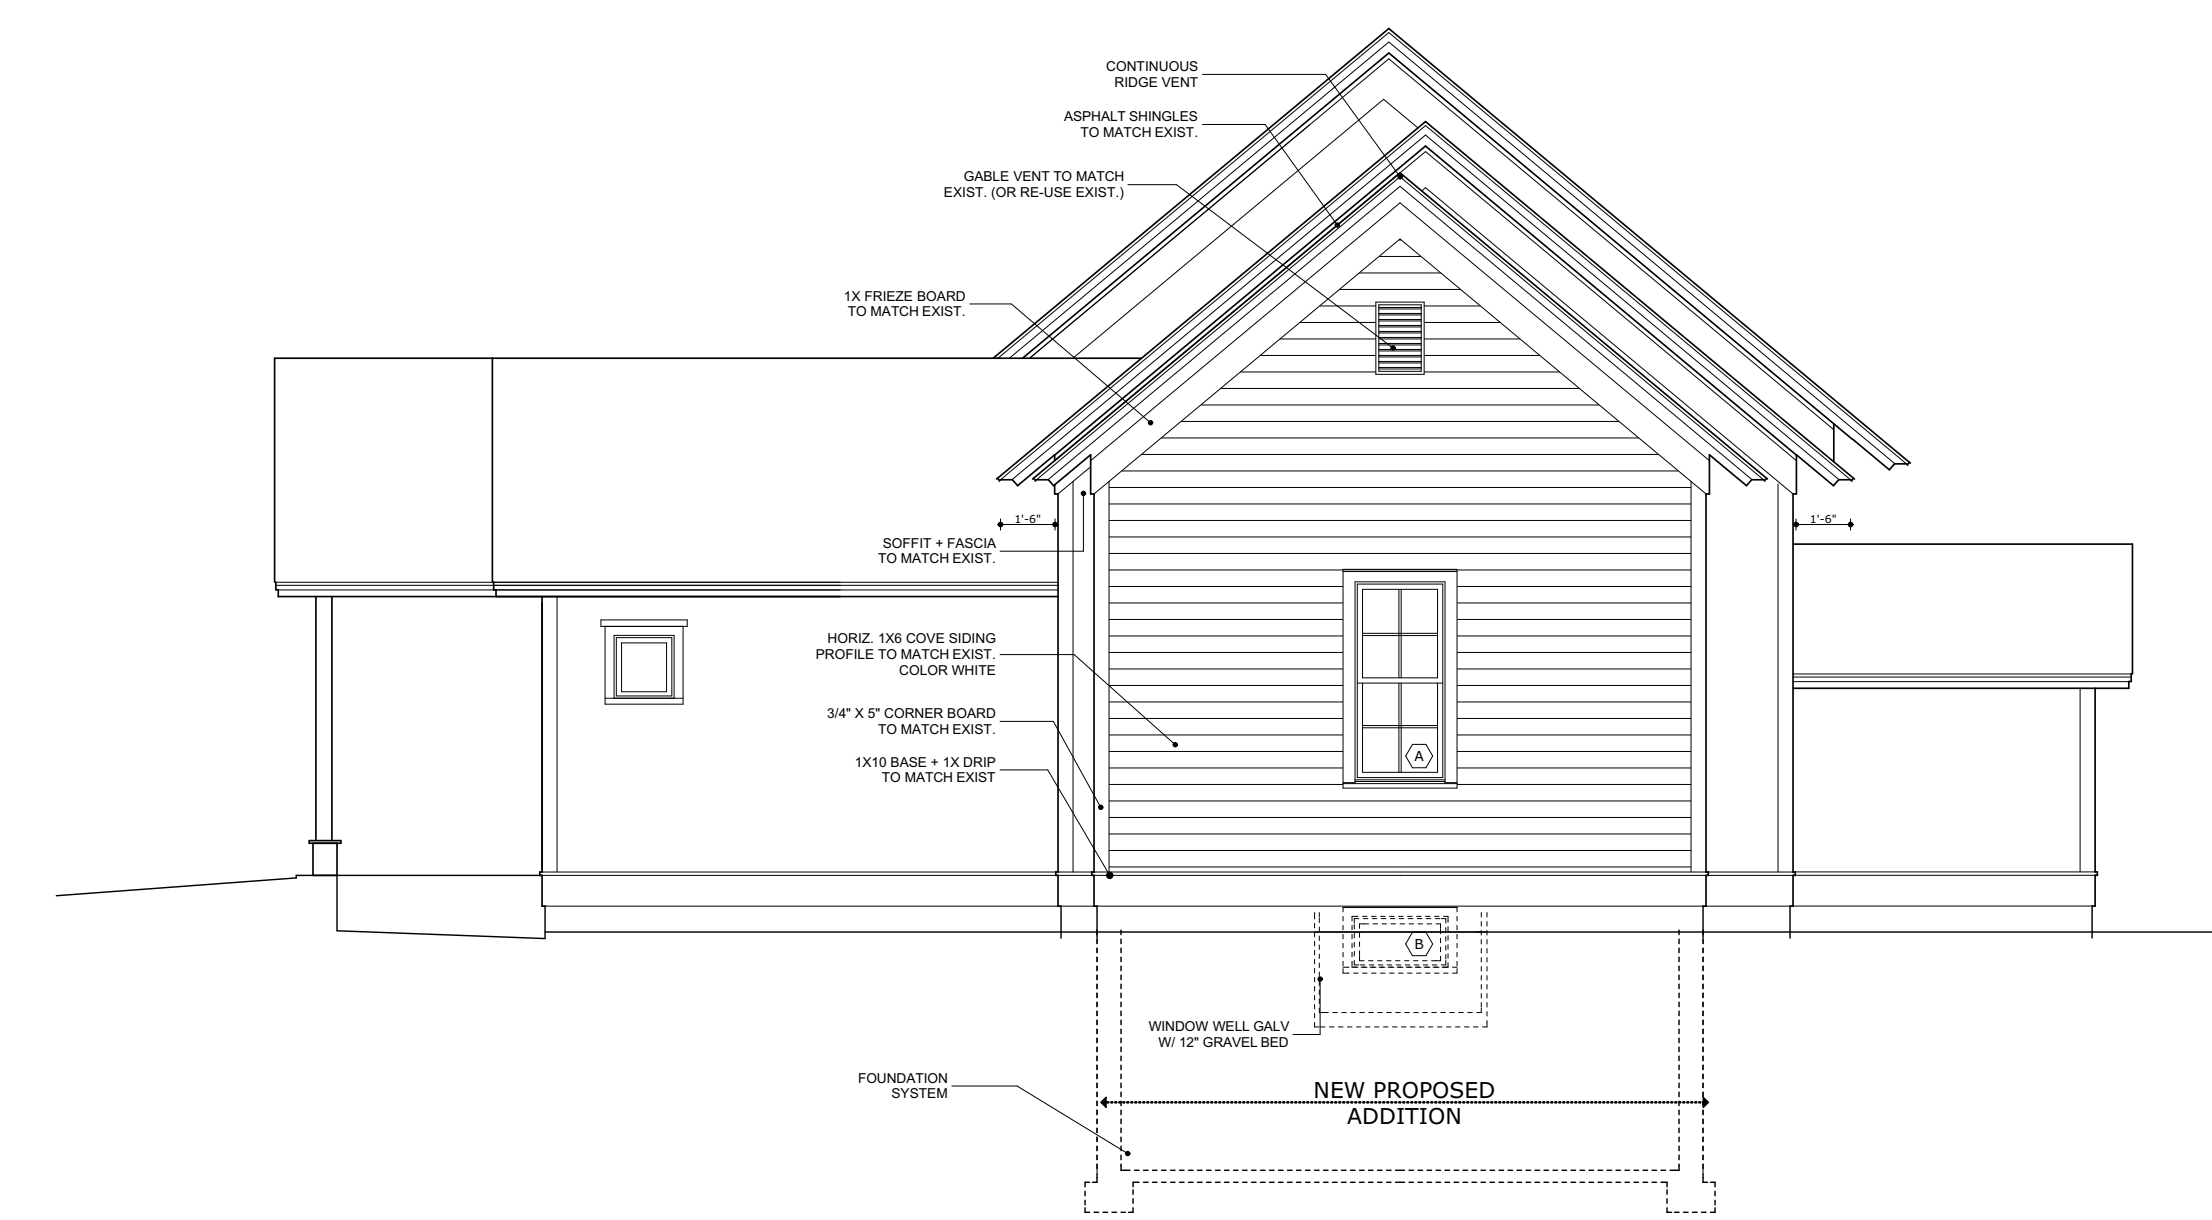 CONTINUOUS
RIDGE VENT
ASPHALT SHINGLES
TO MATCH EXIST.
GABLE VENT TO MATCH
EXIST. (OR RE-USE EXIST.)
1X FRIEZE BOARD
TO MATCH EXIST.
1'-6"
1'-6"
SOFFIT + FASCIA
TO MATCH EXIST.
HORIZ. 1X6 COVE SIDING
PROFILE TO MATCH EXIST.
COLOR WHITE
3/4" X 5" CORNER BOARD
TO MATCH EXIST.
A
1X10 BASE + 1X DRIP
TO MATCH EXIST
B
WINDOW WELL GALV
W/ 12" GRAVEL BED
FOUNDATION
SYSTEM
NEW PROPOSED
ADDITION